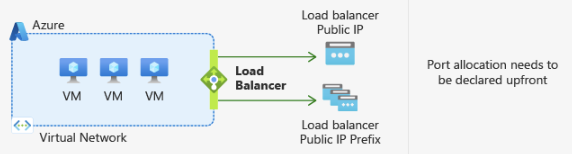 Azure
VM
VM
VM
Virtual Network
Load
Balancer
Load balancer
Public IP
Load balancer
Public IP Prefix
Port allocation needs to
be declared upfront